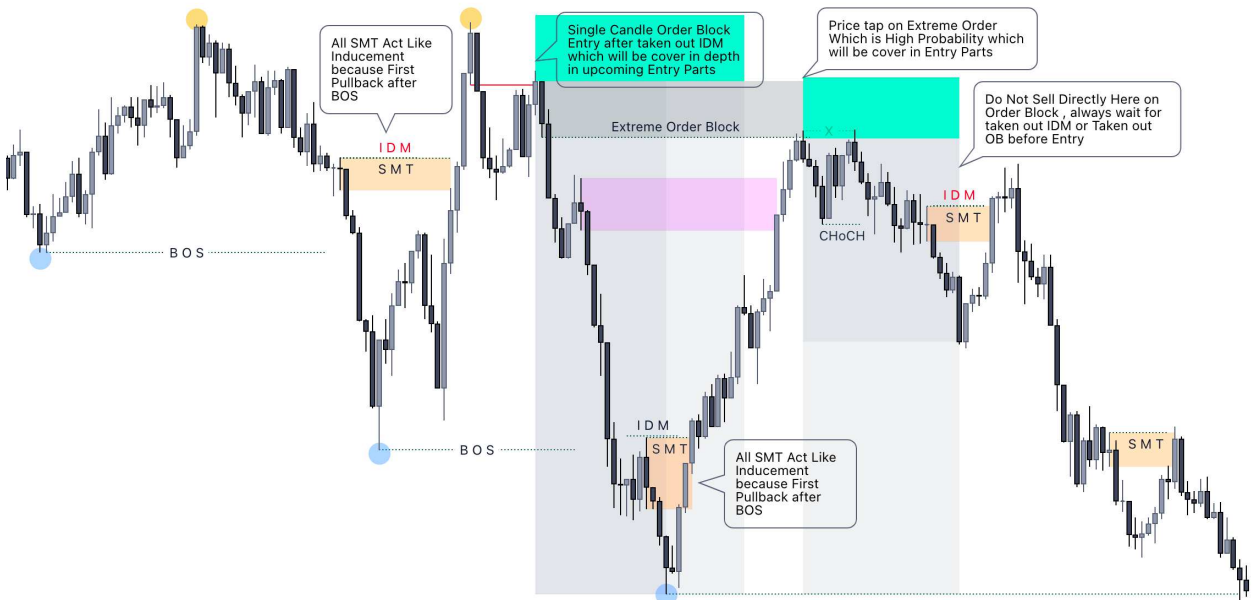 All SMT Act Like
Inducement
because First
Pullback after
BOS
Single Candle Order Block
Entry after taken out IDM
which will be cover in depth
in upcoming Entry Parts
Price tap on Extreme Order
Which is High Probability which
will be cover in Entry Parts
Do Not Sell Directly Here on
Order Block , always wait for
taken out IDM or Taken out
OB before Entry
Extreme Order Block
X
IDM
SMT
IDM
SMT
CHoCH
BOS
BOS
IDM
SMT
SMT
All SMT Act Like
Inducement
because First
Pullback after
BOS